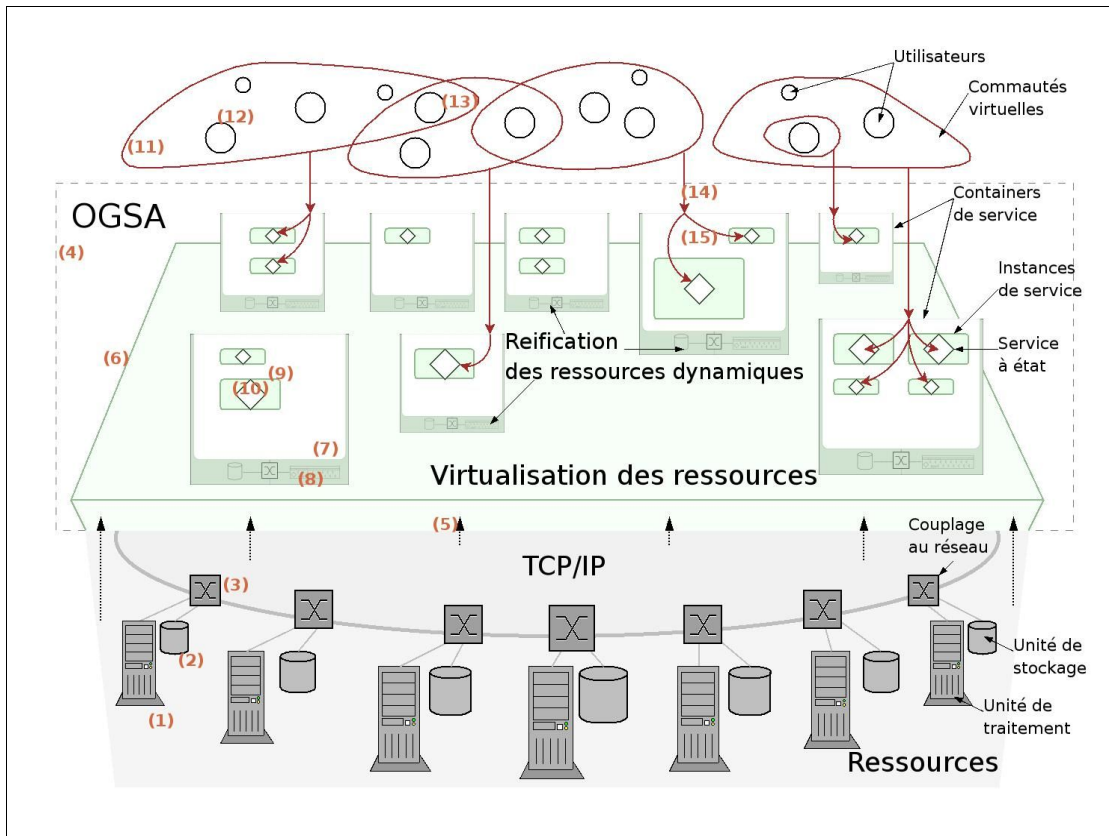 Utilisateurs
Commautés
virtuelles
(13)
(12)
(11)
(14)
Containers
de service
OGSA
(4)
(15)
Instances
de service
Reification
des ressources dynamiques
Service
à état
(6)
(9)
(10)
(7)
(8)
Virtualisation des ressources
(5)
Couplage
au réseau
TCP/IP
(3)
Unité de
stockage
(2)
(1)
Unité de
traitement
Ressources